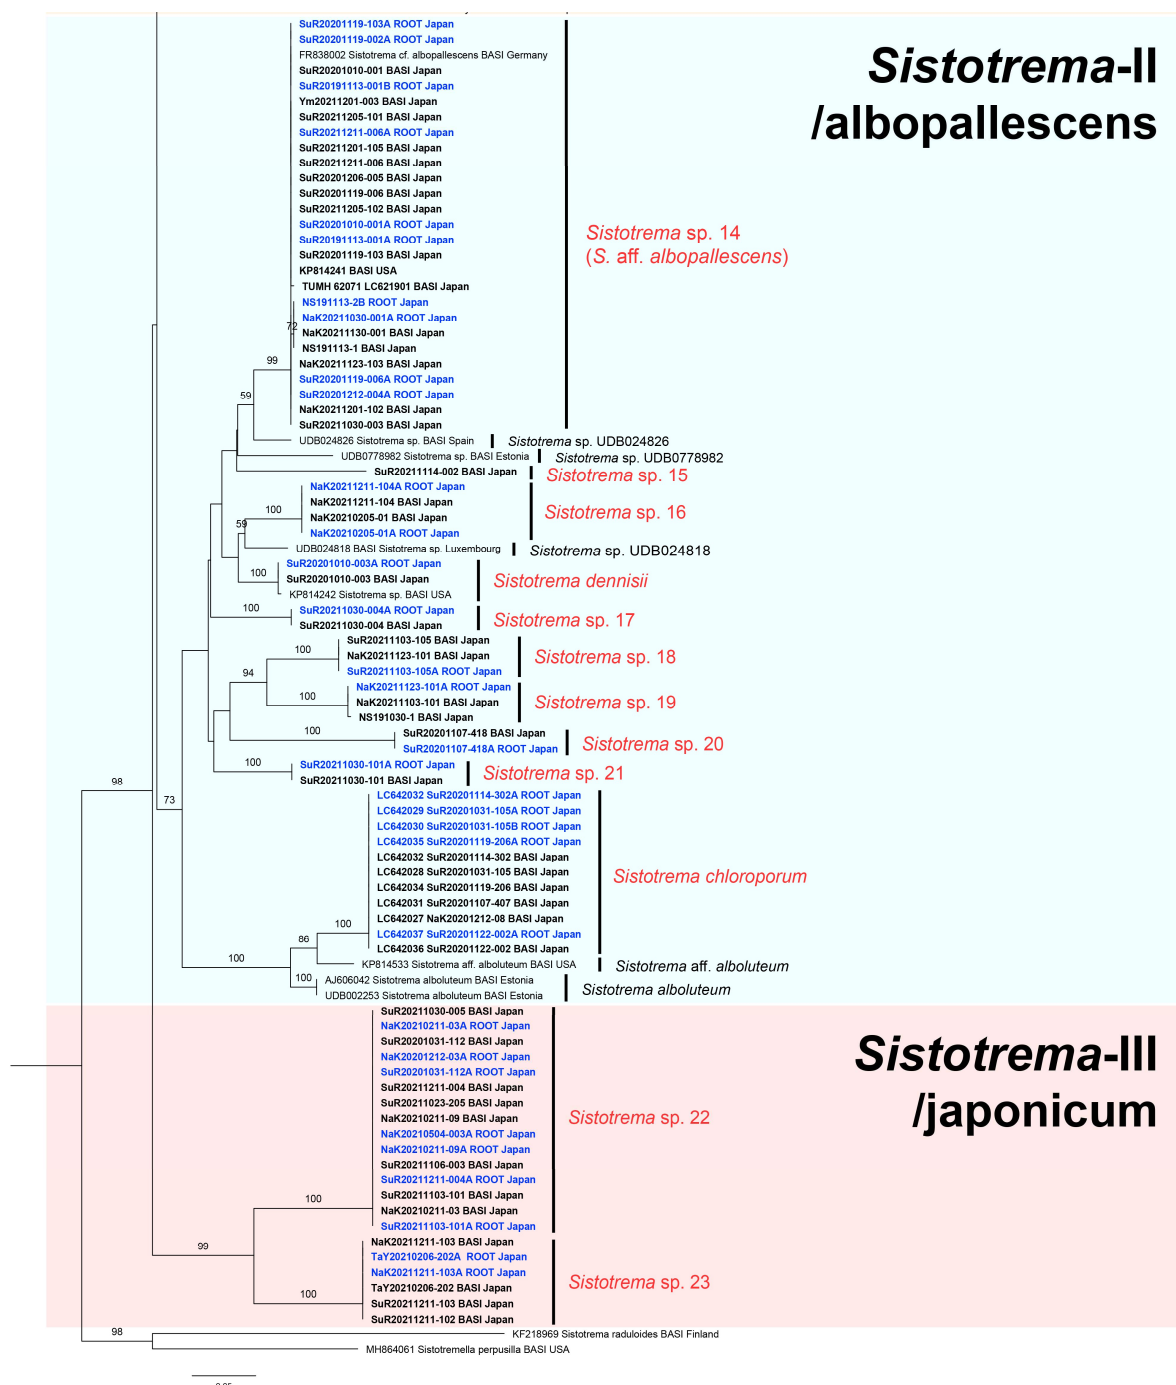 SuR20201119-103A ROOT Japan
SuR20201119-002A ROOT Japan
FR838002 Sistotrema cf. albopallescens BASI Germany
SuR20201010-001 BASI Japan
SuR20191113-001B ROOT Japan
Ym20211201-003 BASI Japan
SuR20211205-101 BASI Japan
SuR20211211-006A ROOT Japan
SuR20211201-105 BASI Japan
SuR20211211-006 BASI Japan
SuR20201206-005 BASI Japan
SuR20201119-006 BASI Japan
SuR20211205-102 BASI Japan
SuR20201010-001A ROOT Japan
SuR20191113-001A ROOT Japan
SuR20201119-103 BASI Japan
KP814241 BASI USA
TUMH 62071 LC621901 BASI Japan
NS191113-2B ROOT Japan
NaK20211030-001A ROOT Japan
72
NaK20211130-001 BASI Japan
NS191113-1 BASI Japan
NaK20211123-103 BASI Japan
99
SuR20201119-006A ROOT Japan
SuR20201212-004A ROOT Japan
59
NaK20211201-102 BASI Japan
SuR20211030-003 BASI Japan
Sistotrema sp. 14
(S. aff. albopallescens)
Sistotrema-II
/albopallescens
UDB024826 Sistotrema sp. BASI Spain
Sistotrema sp. UDB024826
UDB0778982 Sistotrema sp. BASI Estonia
Sistotrema sp. UDB0778982
SuR20211114-002 BASI Japan
Sistotrema sp. 15
NaK20211211-104A ROOT Japan
NaK20211211-104 BASI Japan
100
NaK20210205-01 BASI Japan
59
NaK20210205-01A ROOT Japan
Sistotrema sp. 16
UDB024818 BASI Sistotrema sp. Luxembourg
Sistotrema sp. UDB024818
SuR20201010-003A ROOT Japan
100
SuR20201010-003 BASI Japan
KP814242 Sistotrema sp. BASI USA
Sistotrema dennisii
100
SuR20211030-004A ROOT Japan
SuR20211030-004 BASI Japan
Sistotrema sp. 17
SuR20211103-105 BASI Japan
100
NaK20211123-101 BASI Japan
SuR20211103-105A ROOT Japan
Sistotrema sp. 18
94
NaK20211123-101A ROOT Japan
100
NaK20211103-101 BASI Japan
NS191030-1 BASI Japan
Sistotrema sp. 19
100
SuR20201107-418 BASI Japan
SuR20201107-418A ROOT Japan
Sistotrema sp. 20
100
SuR20211030-101A ROOT Japan
SuR20211030-101 BASI Japan
Sistotrema sp. 21
98
73
LC642032 SuR20201114-302A ROOT Japan
LC642029 SuR20201031-105A ROOT Japan
LC642030 SuR20201031-105B ROOT Japan
LC642035 SuR20201119-206A ROOT Japan
LC642032 SuR20201114-302 BASI Japan
LC642028 SuR20201031-105 BASI Japan
LC642034 SuR20201119-206 BASI Japan
LC642031 SuR20201107-407 BASI Japan
LC642027 NaK20201212-08 BASI Japan
100
LC642037 SuR20201122-002A ROOT Japan
LC642036 SuR20201122-002 BASI Japan
Sistotrema chloroporum
86
100
KP814533 Sistotrema aff. alboluteum BASI USA
Sistotrema aff. alboluteum
100
AJ606042 Sistotrema alboluteum BASI Estonia
UDB002253 Sistotrema alboluteum BASI Estonia
Sistotrema alboluteum
SuR20211030-005 BASI Japan
NaK20210211-03A ROOT Japan
SuR20201031-112 BASI Japan
NaK20201212-03A ROOT Japan
SuR20201031-112A ROOT Japan
SuR20211211-004 BASI Japan
SuR20211023-205 BASI Japan
NaK20210211-09 BASI Japan
NaK20210504-003A ROOT Japan
NaK20210211-09A ROOT Japan
SuR20211106-003 BASI Japan
SuR20211211-004A ROOT Japan
SuR20211103-101 BASI Japan
100
NaK20210211-03 BASI Japan
SuR20211103-101A ROOT Japan
Sistotrema sp. 22
Sistotrema-III
/japonicum
99
NaK20211211-103 BASI Japan
TaY20210206-202A ROOT Japan
NaK20211211-103A ROOT Japan
TaY20210206-202 BASI Japan
100
SuR20211211-103 BASI Japan
SuR20211211-102 BASI Japan
Sistotrema sp. 23
98
KF218969 Sistotrema raduloides BASI Finland
MH864061 Sistotremella perpusilla BASI USA